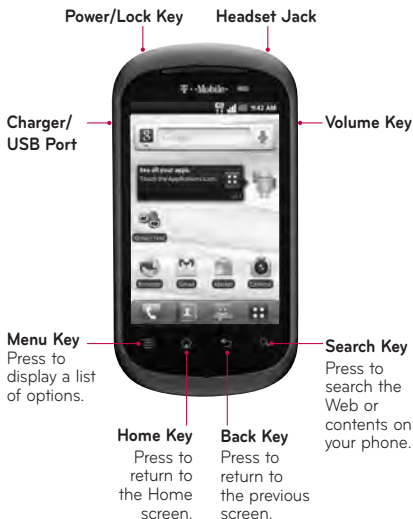 Power/Lock Key
Headset Jack
T··Mobile·
11:42 AM
Charger/
USB Port
Volume Key
Google
See all your apps.
Touch the Applications icon.
Browser
Gmail
Market
Camera
Menu Key
Press to
display a list
of options.
Search Key
Press to
search the
Web or
contents on
your phone.
Home Key
Press to
return to
the Home
screen.
Back Key
Press to
return to
the previous
screen.